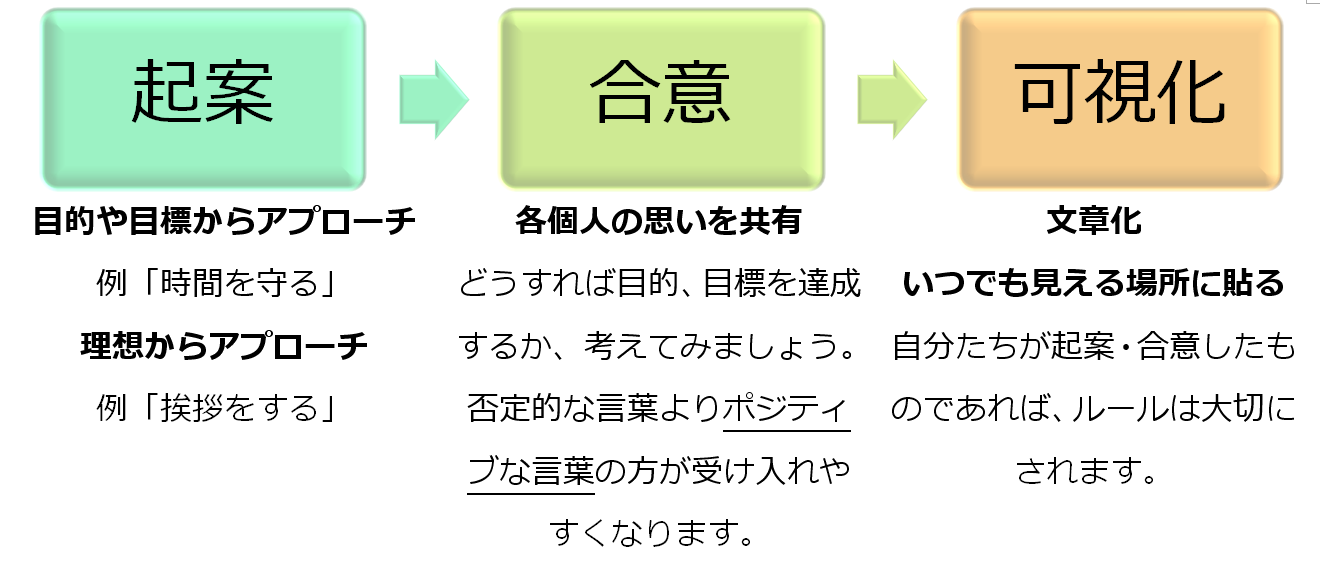 起案
目的や目標からアプローチ
例「時間を守る」
理想からアプローチ
例「挨拶をする」
合意
各個人の思いを共有
どうすれば目的、目標を達成
するか、考えてみましょう。
否定的な言葉よりポジティ
ブな言葉の方が受け入れや
すくなります。
可視化
文章化
いつでも見える場所に貼る
自分たちが起案・合意したも
のであれば、ルールは大切に
されます。